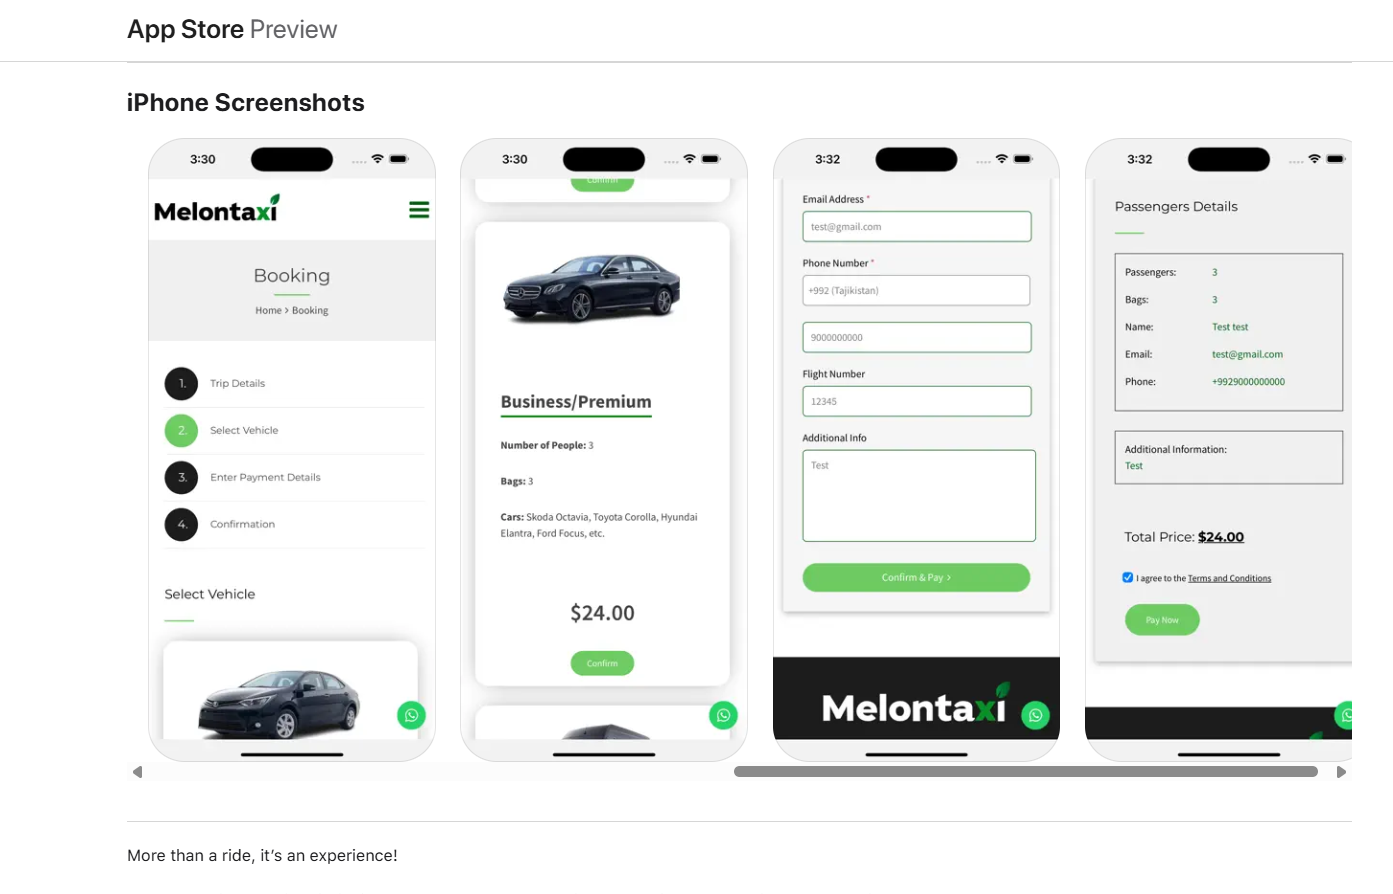 App Store Preview
iPhone Screenshots
3:30
Melontaxi
Booking
Home > Booking
1. Trip Details
2. Select Vehicle
3. Enter Payment Details
4. Confirmation
Select Vehicle
3:30
Confirm
Business/Premium
Number of People: 3
Bags: 3
Cars: Skoda Octavia, Toyota Corolla, Hyundai
Elantra, Ford Focus, etc.
$24.00
Confirm
3:32
Email Address *
test@gmail.com
Phone Number *
+992 (Tajikistan)
9000000000
Flight Number
12345
Additional Info
Test
Confirm & Pay >
Melontaxi
3:32
Passengers Details
Passengers: 3
Bags: 3
Name: Test test
Email: test@gmail.com
Phone: +9929000000000
Additional Information:
Test
Total Price: $24.00
I agree to the Terms and Conditions
Pay Now
More than a ride, it’s an experience!